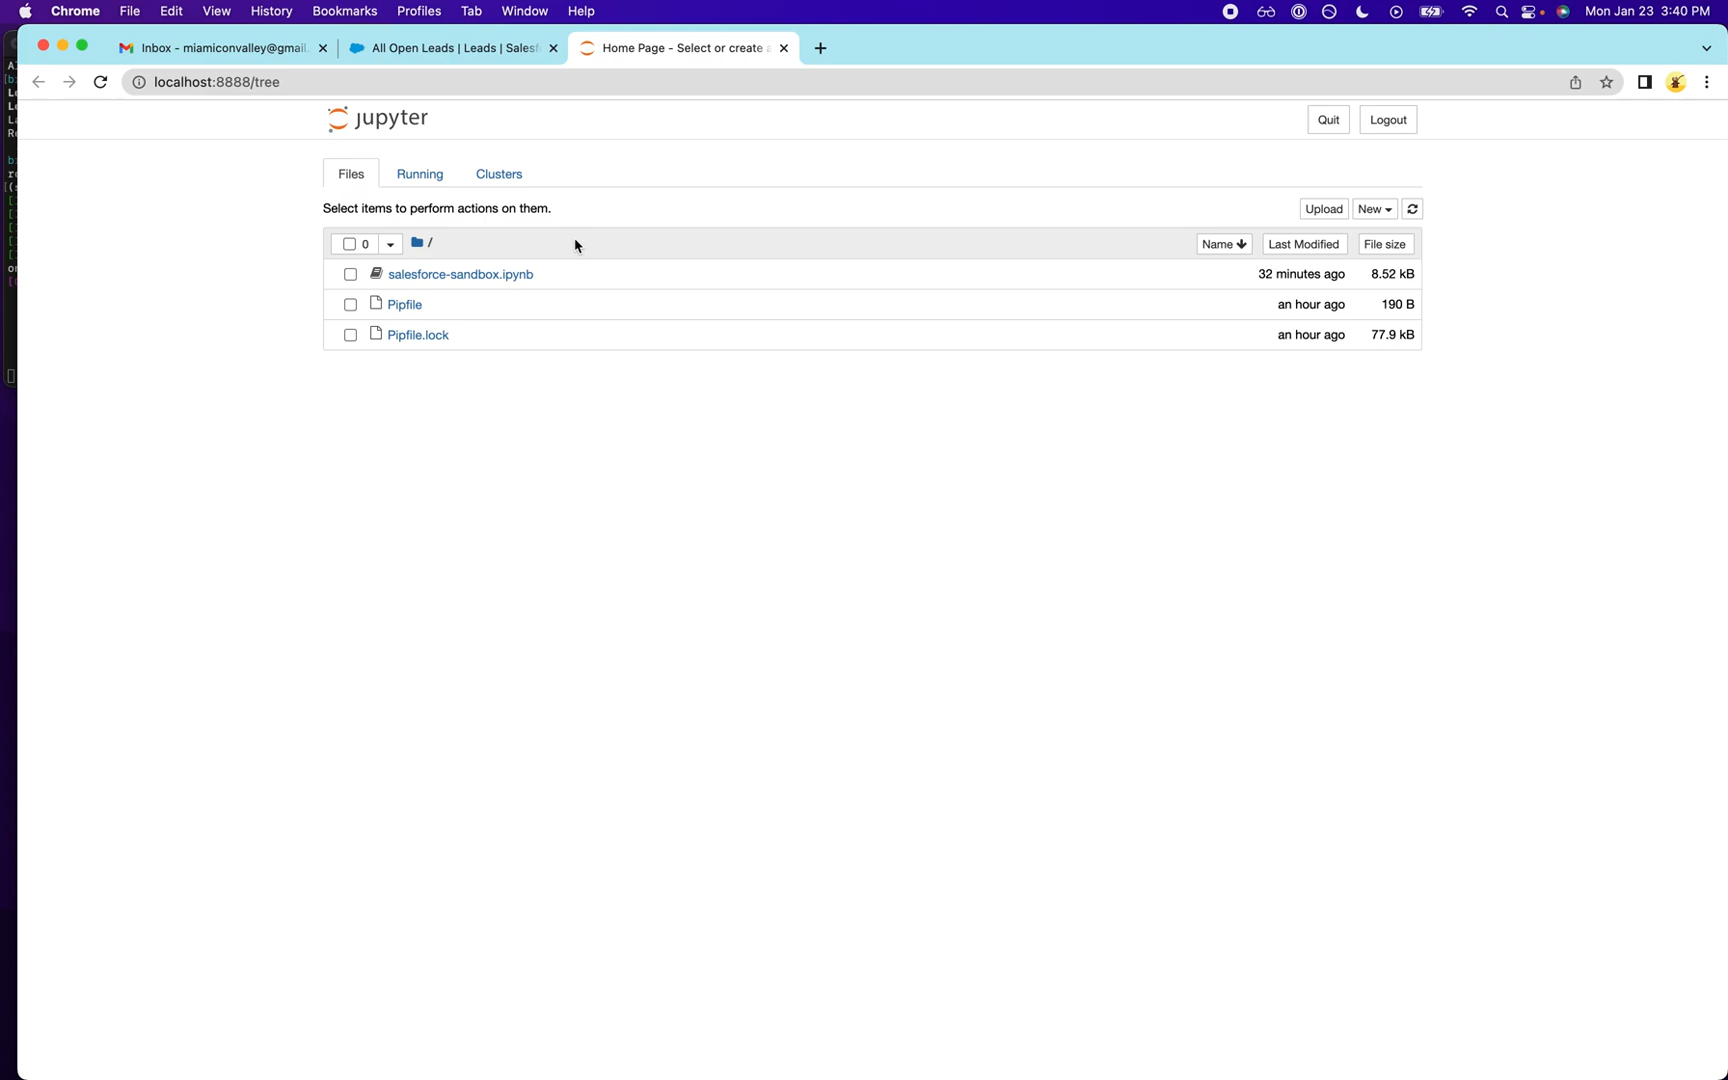 Chrome File Edit View History Bookmarks Profiles Tab Window Help Mon Jan 23 3:40 PM
Inbox - miamiconvalley@gmail. All Open Leads | Leads | Salesf Home Page - Select or create a
localhost:8888/tree
jupyter Quit Logout
Files Running Clusters
Select items to perform actions on them. Upload New
0 / Name Last Modified File size
salesforce-sandbox.ipynb 32 minutes ago 8.52 kB
Pipfile an hour ago 190 B
Pipfile.lock an hour ago 77.9 kB